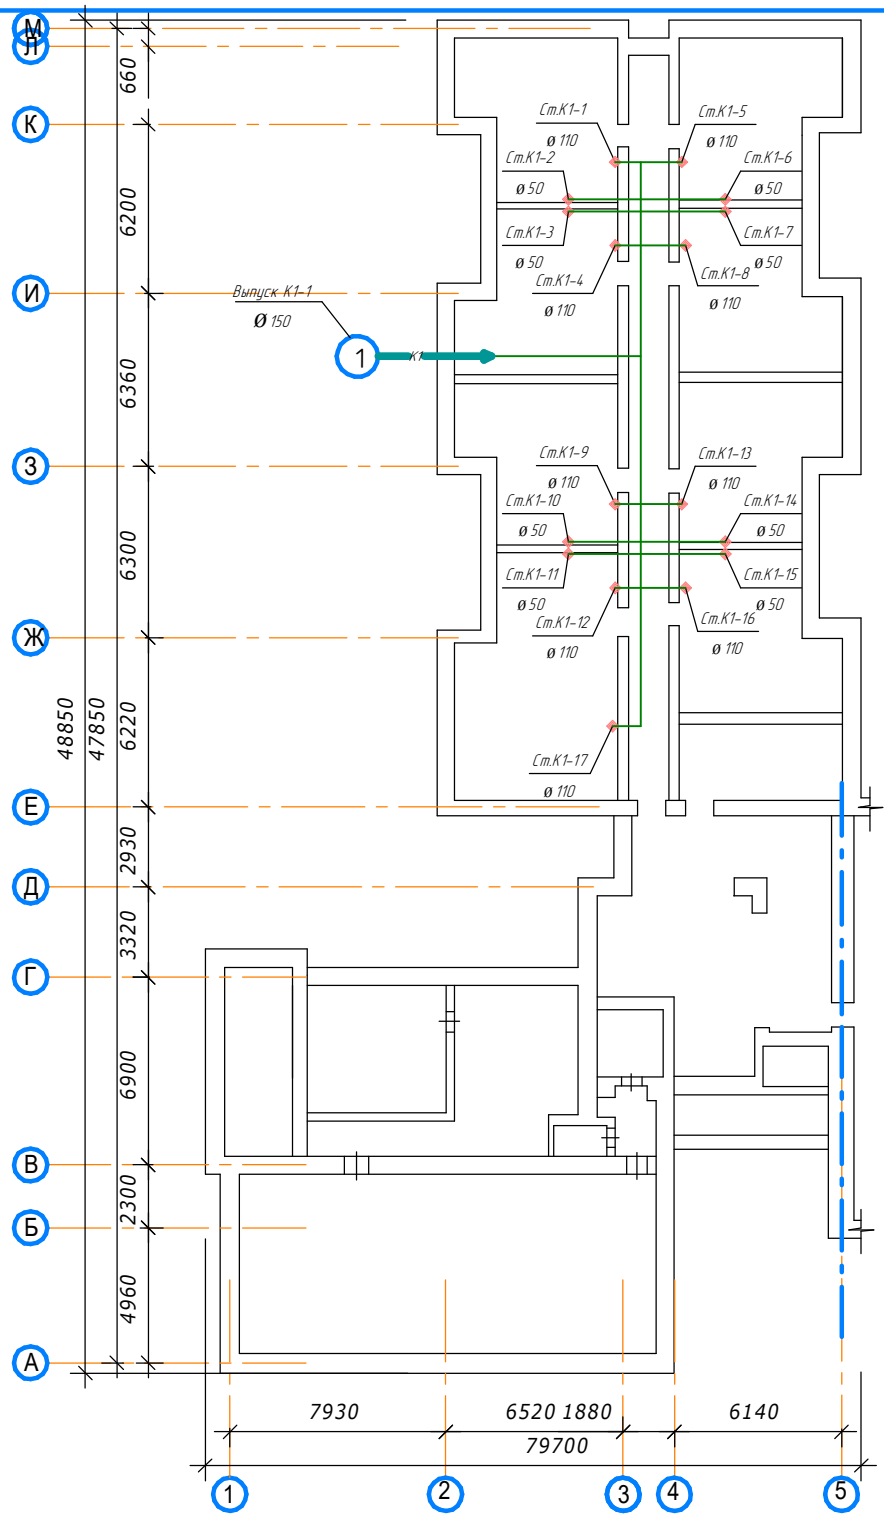 М
Л
660
К
6200
И
6360
З
6300
Ж
6220
48850
47850
Е
2930
Д
3320
Г
6900
В
2300
Б
4960
А
Ст.К1-1
Ø 110
Ст.К1-5
Ø 110
Ст.К1-2
Ø 50
Ст.К1-6
Ø 50
Ст.К1-3
Ø 50
Ст.К1-7
Ø 50
Ст.К1-4
Ø 110
Ст.К1-8
Ø 110
Выпуск К1-1
Ø 150
1
К1
Ст.К1-9
Ø 110
Ст.К1-13
Ø 110
Ст.К1-10
Ø 50
Ст.К1-14
Ø 50
Ст.К1-11
Ø 50
Ст.К1-15
Ø 50
Ст.К1-12
Ø 110
Ст.К1-16
Ø 110
Ст.К1-17
Ø 110
7930
6520 1880
6140
79700
1
2
3
4
5